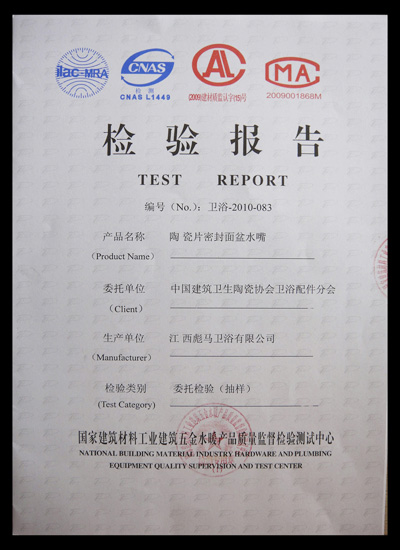 ilac-MRA
CNAS
检测
CNAS L1449
CAL
(2009)建材质监认字(15)号
MA
2009001868M
检验报告
TEST REPORT
编号（No.）：卫浴-2010-083
产品名称 陶瓷片密封面盆水嘴
(Product Name)
委托单位 中国建筑卫生陶瓷协会卫浴配件分会
(Client)
生产单位 江西彪马卫浴有限公司
(Manufacturer)
检验类别 委托检验（抽样）
(Test Category)
国家建筑材料工业建筑五金水暖产品质量监督检验测试中心
NATIONAL BUILDING MATERIAL INDUSTRY HARDWARE AND PLUMBING
EQUIPMENT QUALITY SUPERVISION AND TEST CENTER